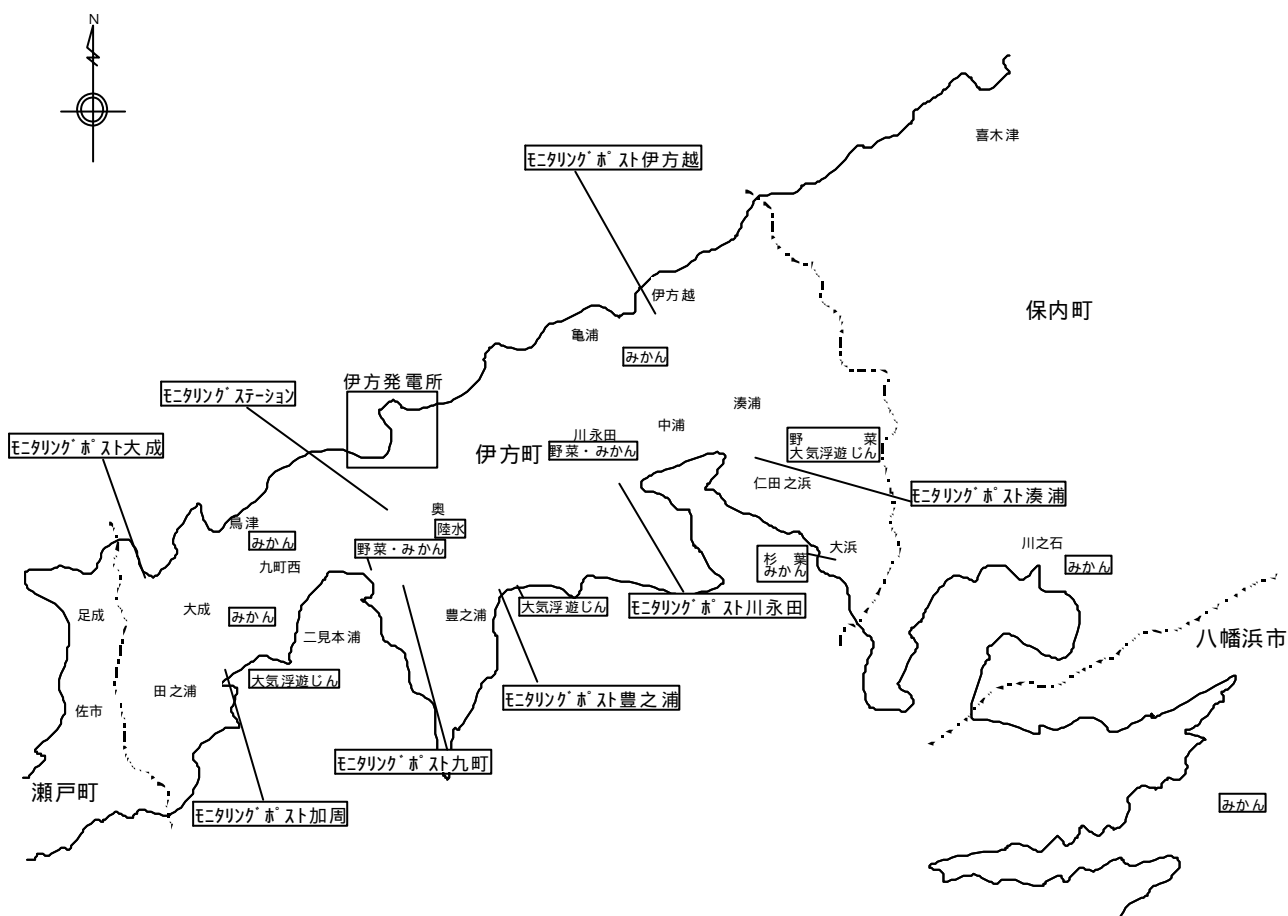 N
喜木津
ﾓﾆﾀﾘﾝｸﾞﾎﾟｽﾄ伊方越
伊方越
保内町
亀浦
みかん
伊方発電所
ﾓﾆﾀﾘﾝｸﾞｽﾃｰｼｮﾝ
湊浦
中浦
川永田
野菜・みかん
野　菜
大気浮遊じん
ﾓﾆﾀﾘﾝｸﾞﾎﾟｽﾄ大成
伊方町
仁田之浜
ﾓﾆﾀﾘﾝｸﾞﾎﾟｽﾄ湊浦
奥
陸水
鳥津
みかん
野菜・みかん
大浜
杉　葉
みかん
川之石
みかん
九町西
足成
大成
みかん
豊之浦
大気浮遊じん
ﾓﾆﾀﾘﾝｸﾞﾎﾟｽﾄ川永田
二見本浦
八幡浜市
田之浦
大気浮遊じん
ﾓﾆﾀﾘﾝｸﾞﾎﾟｽﾄ豊之浦
佐市
ﾓﾆﾀﾘﾝｸﾞﾎﾟｽﾄ九町
瀬戸町
ﾓﾆﾀﾘﾝｸﾞﾎﾟｽﾄ加周
みかん